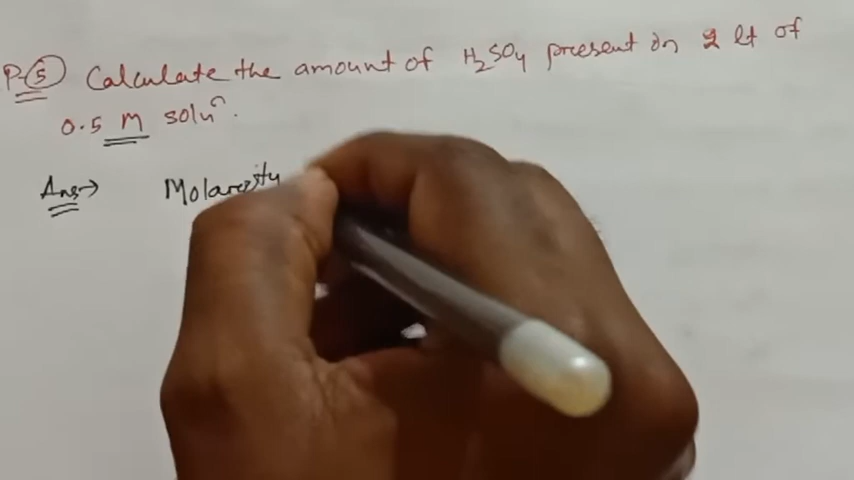 P-5 Calculate the amount of H₂SO₄ present in 2 lt of
0.5 M solⁿ.
Ans→ Molarity